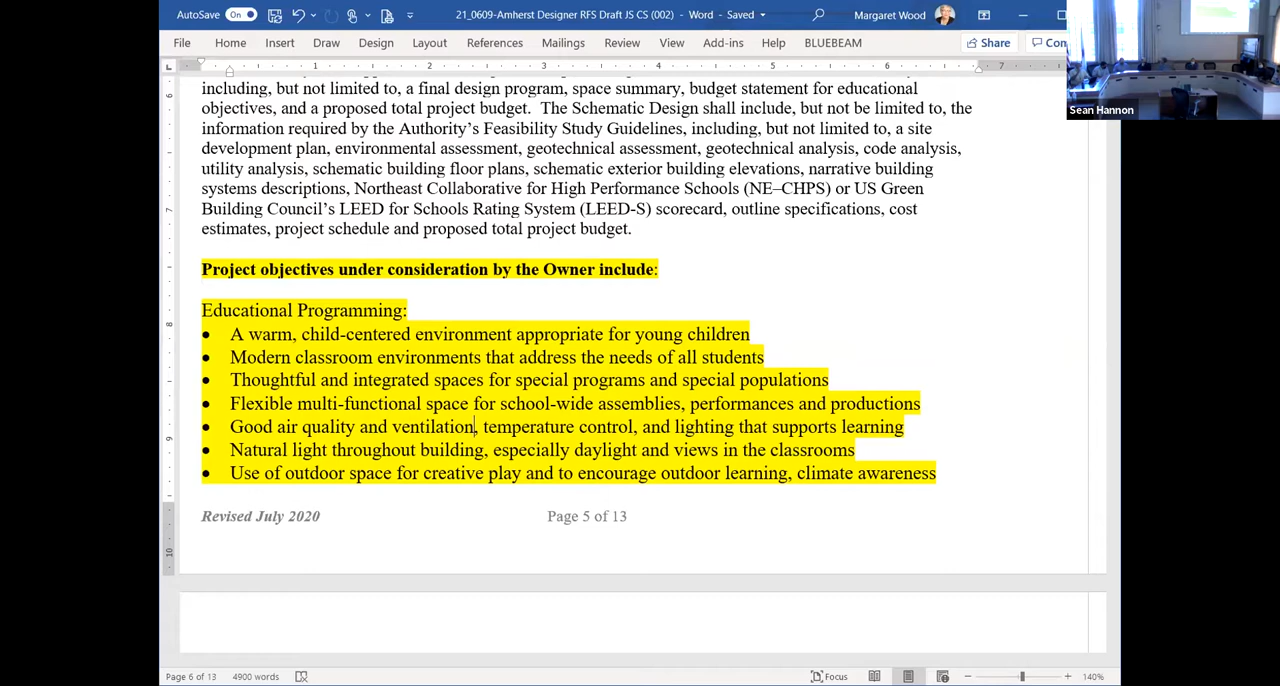 AutoSave On 21_0609-Amherst Designer RFS Draft JS CS (002) - Word - Saved Margaret Wood
File Home Insert Draw Design Layout References Mailings Review View Add-ins Help BLUEBEAM Share Con
Sean Hannon
1 2 3 4 5 6 7
including, but not limited to, a final design program, space summary, budget statement for educational
objectives, and a proposed total project budget. The Schematic Design shall include, but not be limited to, the
information required by the Authority's Feasibility Study Guidelines, including, but not limited to, a site
development plan, environmental assessment, geotechnical assessment, geotechnical analysis, code analysis,
utility analysis, schematic building floor plans, schematic exterior building elevations, narrative building
systems descriptions, Northeast Collaborative for High Performance Schools (NE–CHPS) or US Green
Building Council's LEED for Schools Rating System (LEED-S) scorecard, outline specifications, cost
estimates, project schedule and proposed total project budget.
Project objectives under consideration by the Owner include:
Educational Programming:
• A warm, child-centered environment appropriate for young children
• Modern classroom environments that address the needs of all students
• Thoughtful and integrated spaces for special programs and special populations
• Flexible multi-functional space for school-wide assemblies, performances and productions
• Good air quality and ventilation, temperature control, and lighting that supports learning
• Natural light throughout building, especially daylight and views in the classrooms
• Use of outdoor space for creative play and to encourage outdoor learning, climate awareness
Revised July 2020 Page 5 of 13
Page 6 of 13 4900 words Focus 140%